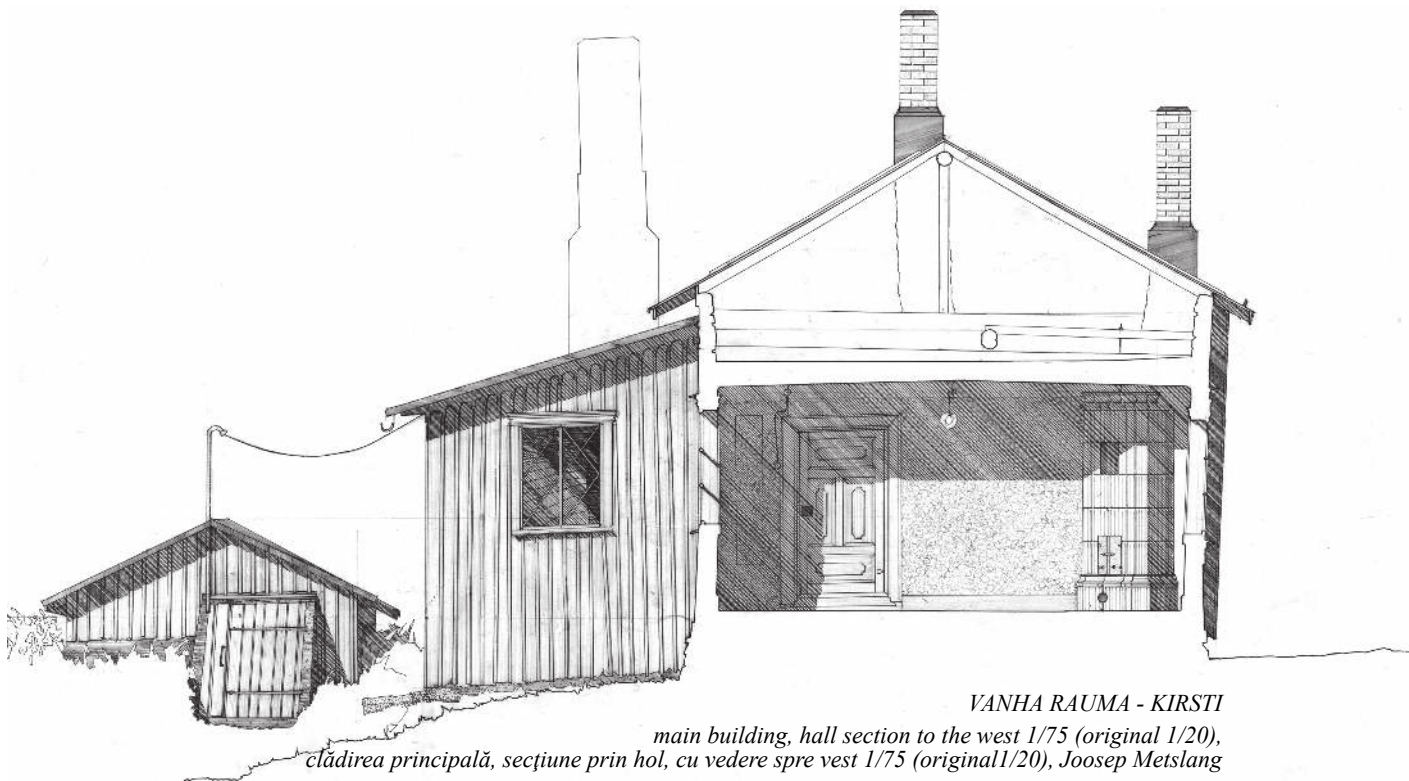 VANHA RAUMA - KIRSTI
main building, hall section to the west 1/75 (original 1/20),
clădirea principală, secţiune prin hol, cu vedere spre vest 1/75 (original1/20), Joosep Metslang